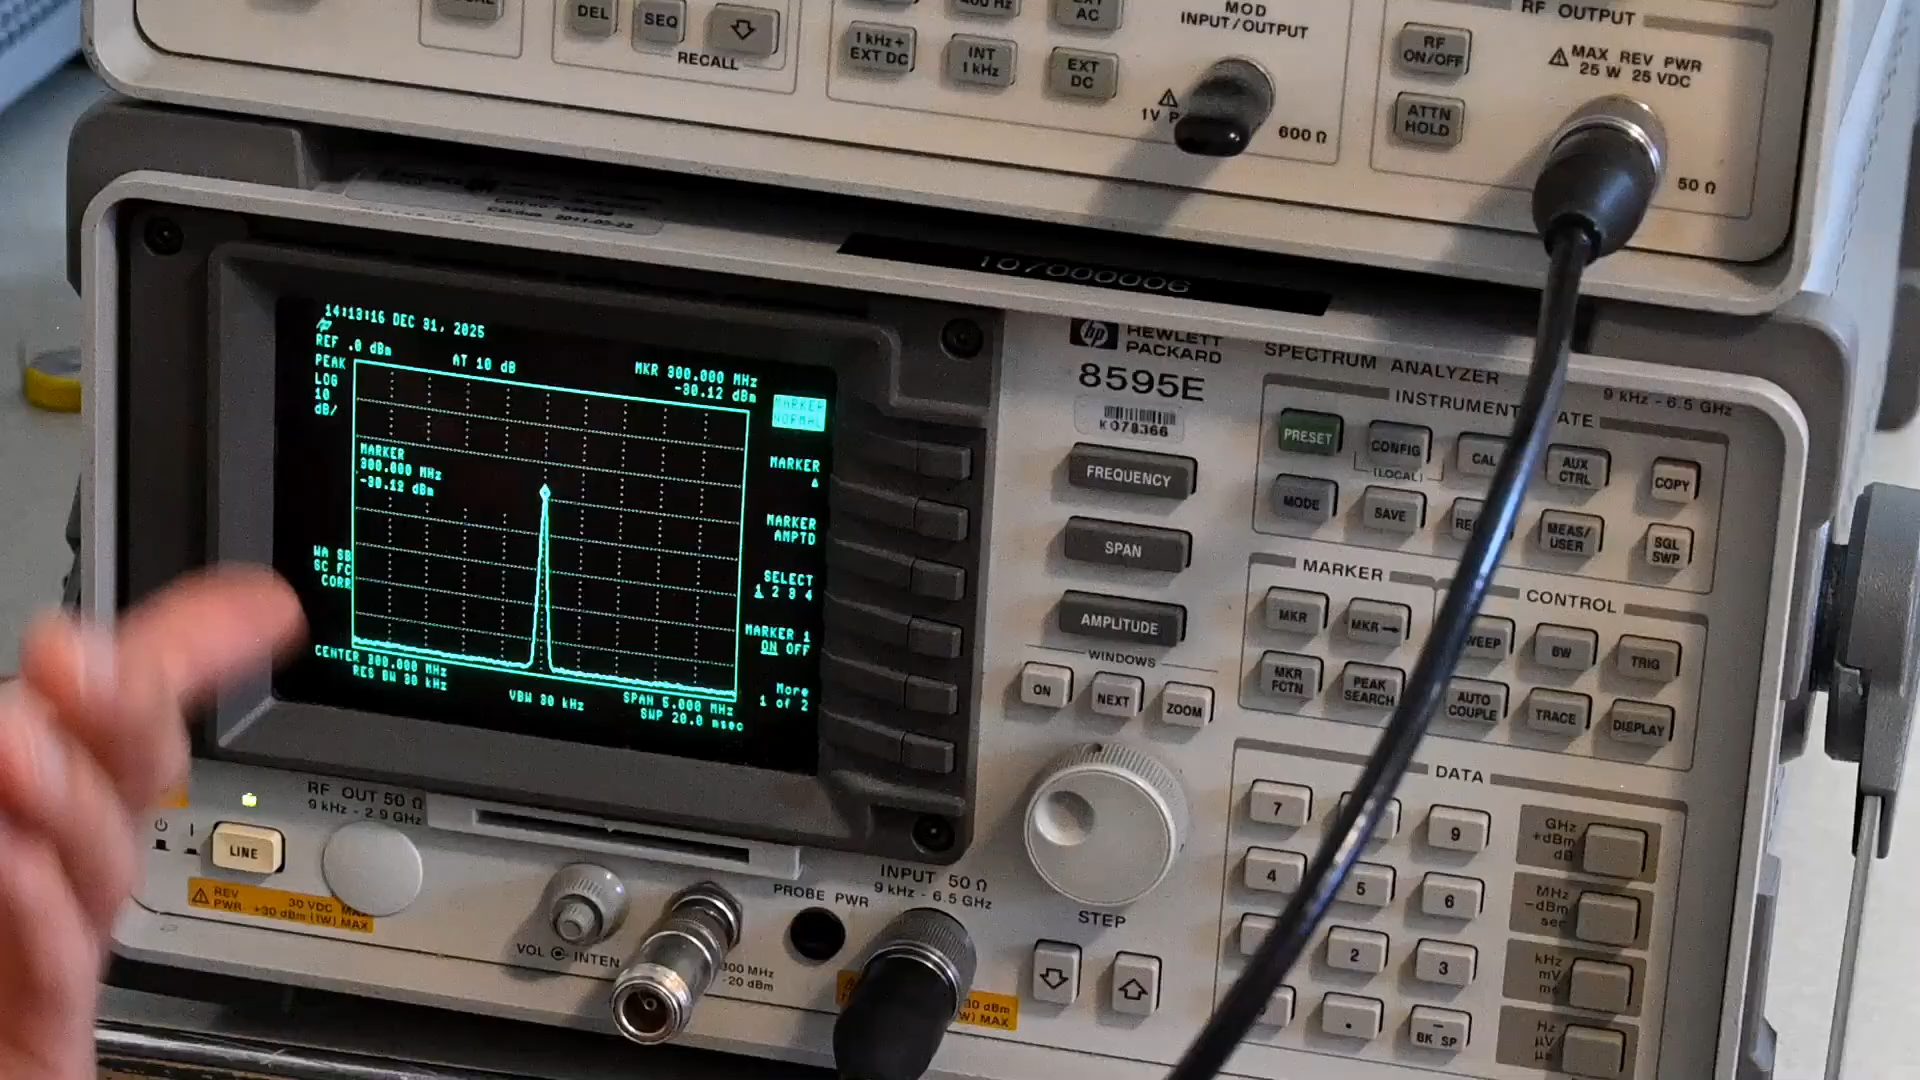 DEL
SEQ
RECALL
1 kHz +
EXT DC
INT
1 kHz
EXT
AC
EXT
DC
MOD
INPUT/OUTPUT
1V P
600 Ω
RF OUTPUT
RF
ON/OFF
ATTN
HOLD
MAX REV PWR
25 W 25 VDC
50 Ω
107000006
14:13:16 DEC 31, 2025
hp
REF .0 dBm
AT 10 dB
MKR 300.000 MHz
-30.12 dBm
PEAK
LOG
10
dB/
MARKER
300.000 MHz
-30.12 dBm
WA SB
SC FC
CORR
CENTER 300.000 MHz
RES BW 30 kHz
VBW 30 kHz
SPAN 5.000 MHz
SWP 20.0 msec
MARKER
NORMAL
MARKER
Δ
MARKER
AMPTD
SELECT
1 2 3 4
MARKER 1
ON OFF
More
1 of 2
hp HEWLETT
PACKARD
8595E
K078366
SPECTRUM ANALYZER
9 kHz - 6.5 GHz
FREQUENCY
SPAN
AMPLITUDE
WINDOWS
ON
NEXT
ZOOM
PRESET
CONFIG
(LOCAL)
CAL
AUX
CTRL
COPY
MODE
SAVE
MEAS/
USER
SGL
SWP
MARKER
MKR
MKR→
MKR
FCTN
PEAK
SEARCH
CONTROL
BW
TRIG
AUTO
COUPLE
TRACE
DISPLAY
DATA
7
9
4
5
6
2
3
.
-
BK SP
GHz
+dBm
dB
MHz
-dBm
sec
kHz
mV
ms
Hz
µV
µs
STEP
RF OUT 50 Ω
9 kHz - 2.9 GHz
LINE
REV
PWR
30 VDC MAX
+30 dBm (1W) MAX
VOL
INTEN
300 MHz
-20 dBm
PROBE PWR
INPUT 50 Ω
9 kHz - 6.5 GHz
30 dBm
W) MAX